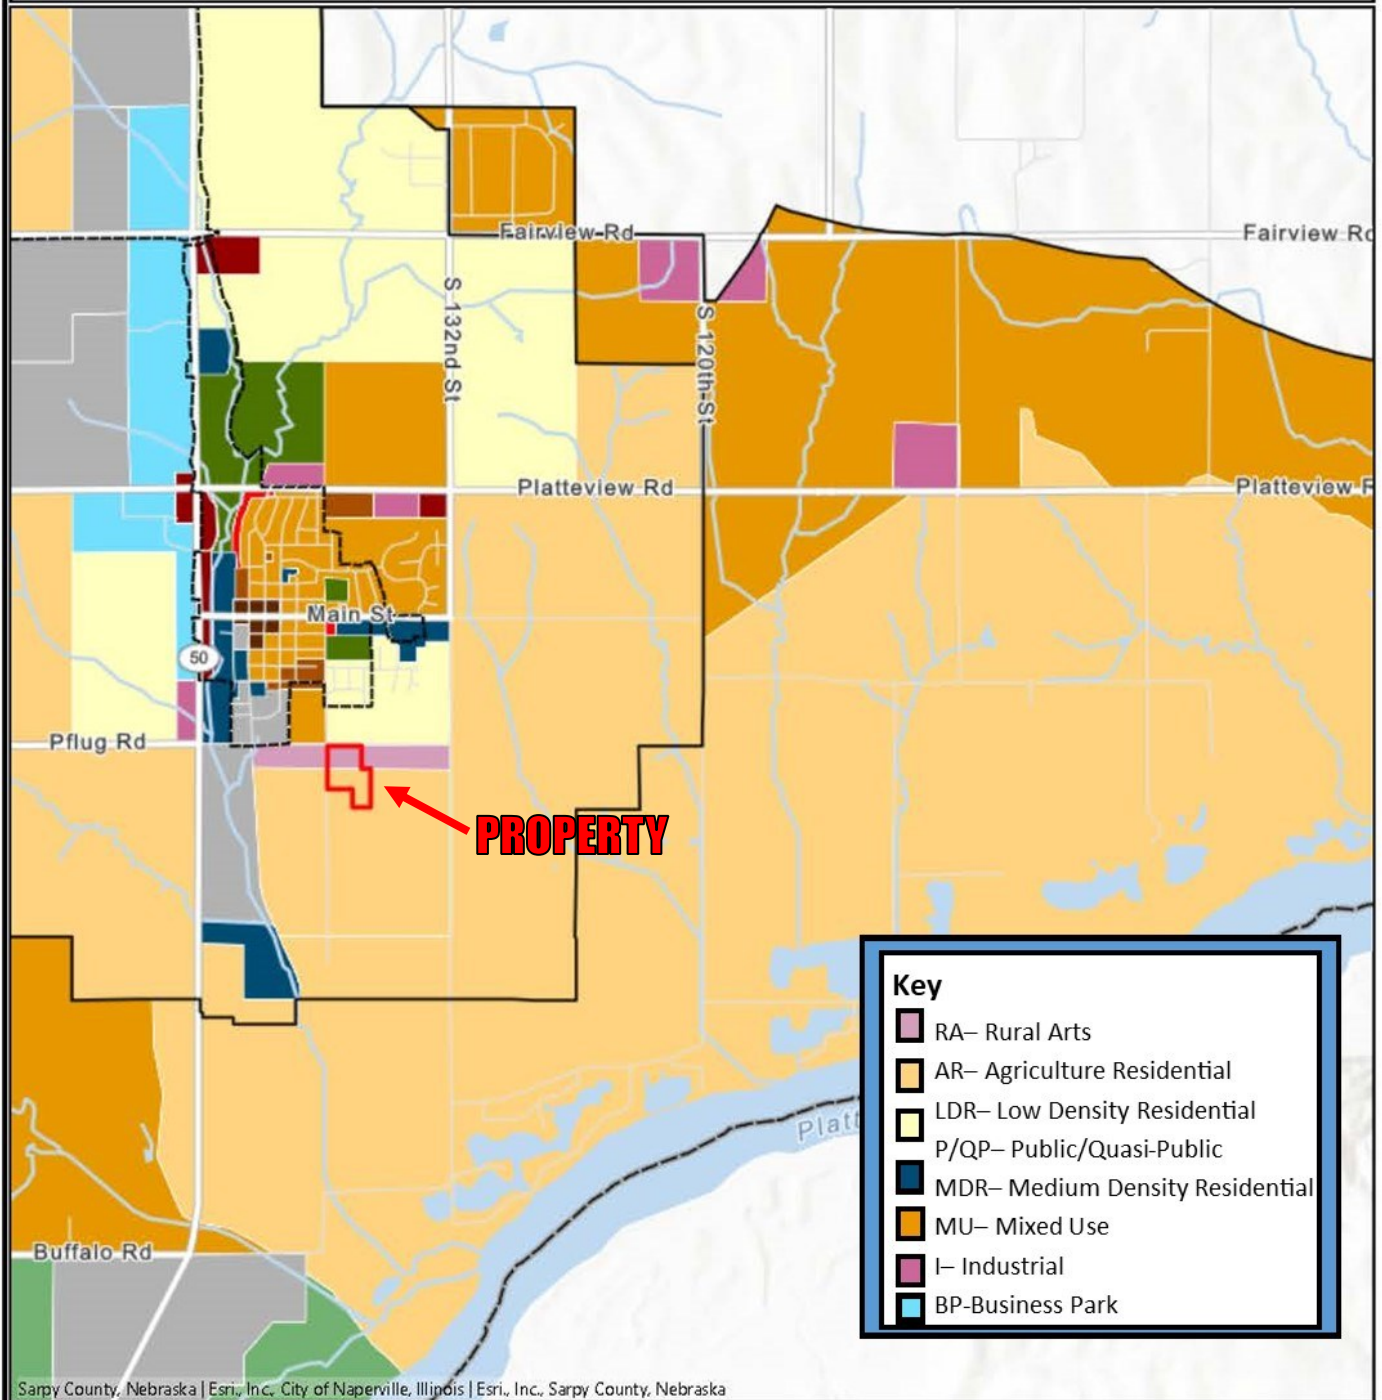 Fairview Rd
Fairview Rd
S 132nd St
S 120th St
Platteview Rd
Platteview R
Main St
50
Pflug Rd
PROPERTY
Key
RA– Rural Arts
AR– Agriculture Residential
LDR– Low Density Residential
P/QP– Public/Quasi-Public
MDR– Medium Density Residential
MU– Mixed Use
I– Industrial
BP-Business Park
Platt
Buffalo Rd
Sarpy County, Nebraska | Esri., Inc., City of Naperville, Illinois | Esri., Inc., Sarpy County, Nebraska